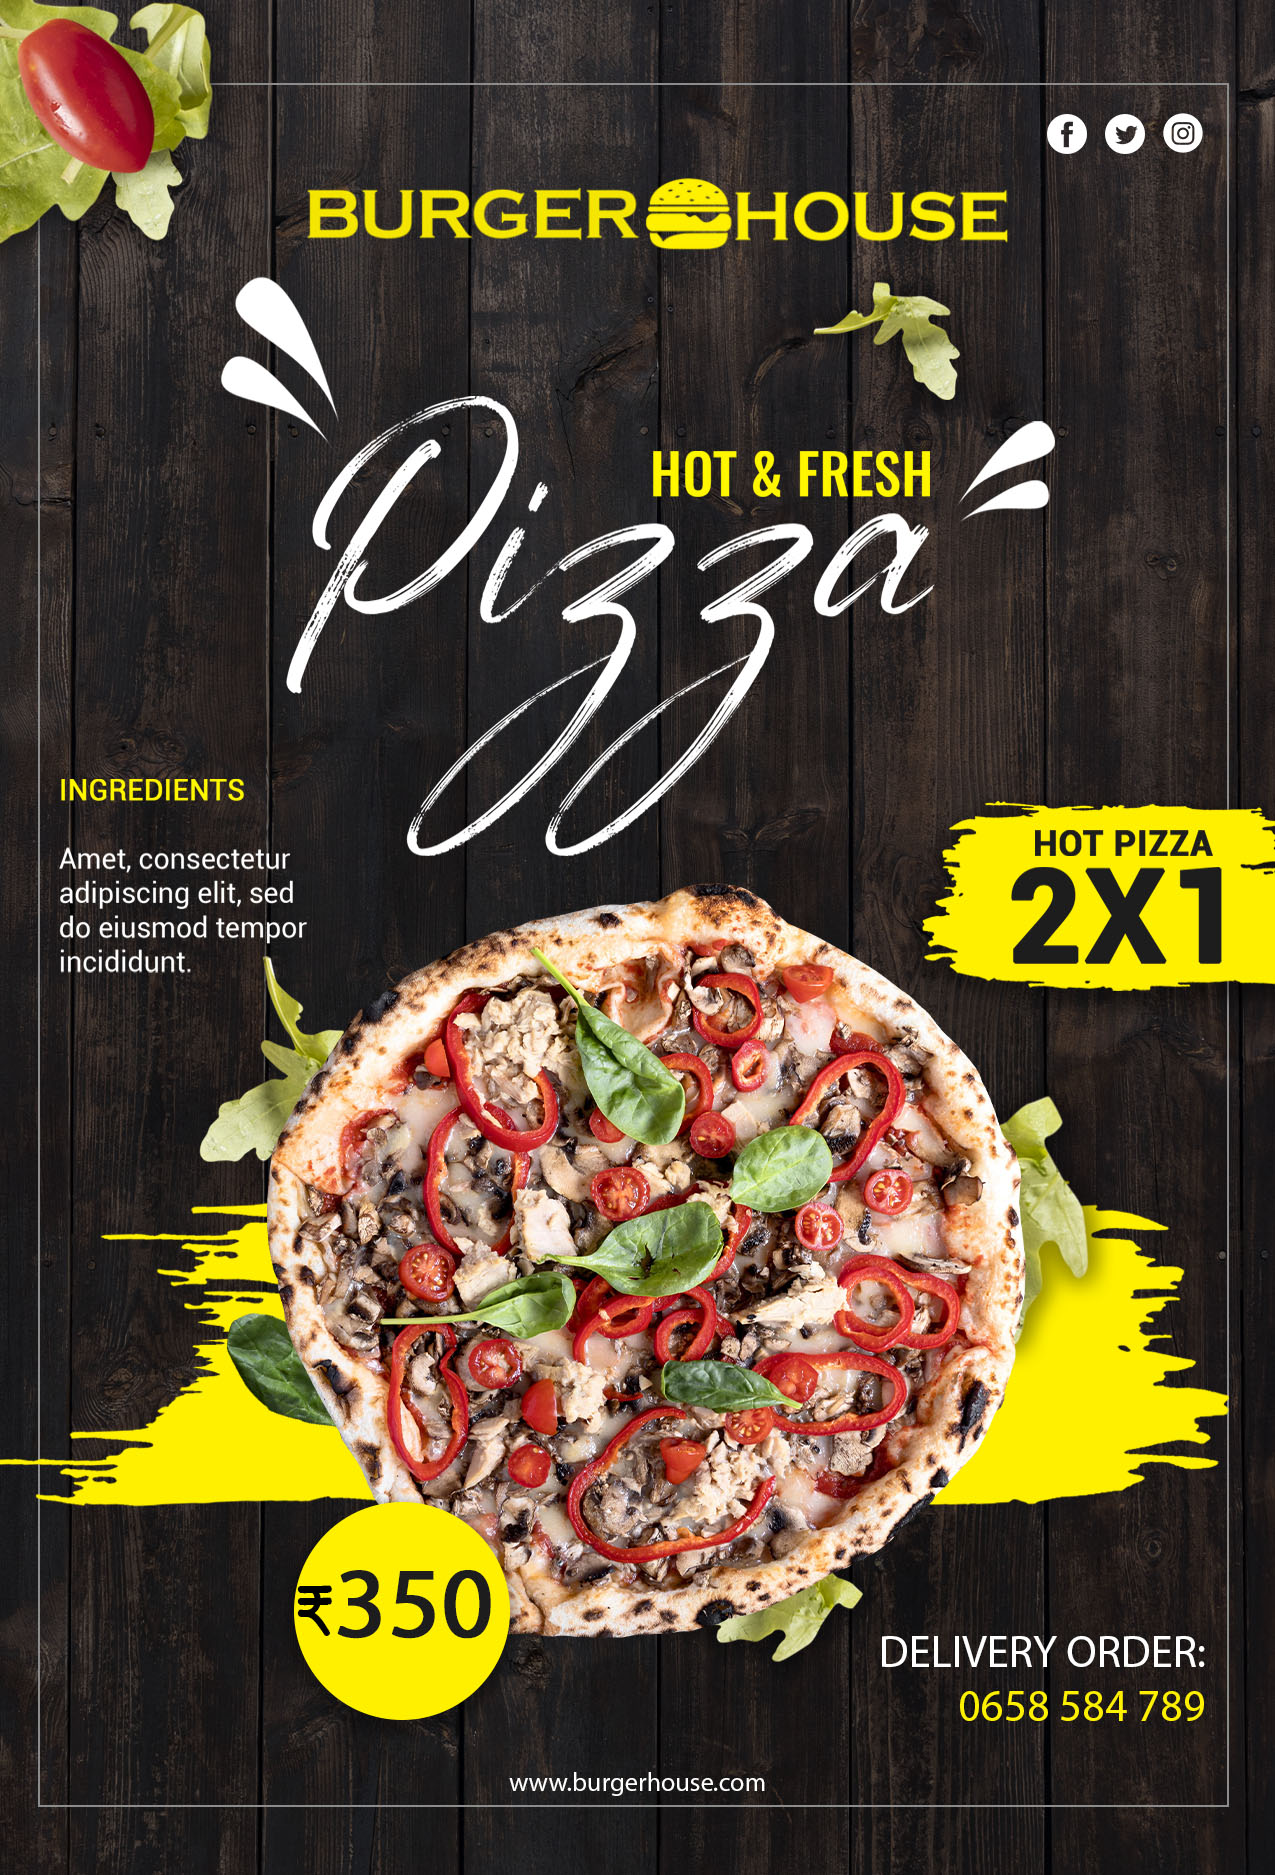 BURGER HOUSE
HOT & FRESH
Pizza
INGREDIENTS
Amet, consectetur
adipiscing elit, sed
do eiusmod tempor
incididunt.
HOT PIZZA
2X1
₹350
DELIVERY ORDER:
0658 584 789
www.burgerhouse.com